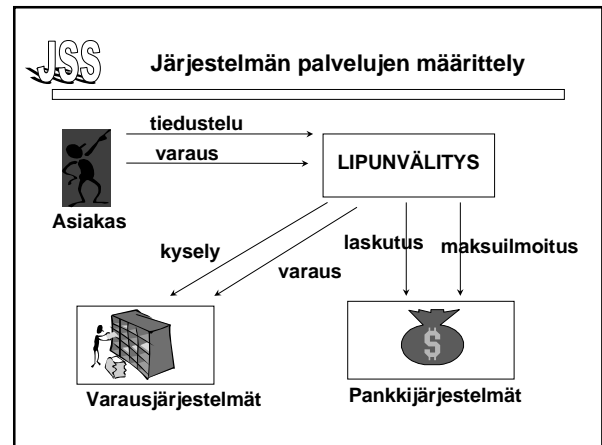 JSS
Järjestelmän palvelujen määrittely
tiedustelu
varaus
LIPUNVÄLITYS
Asiakas
kysely
varaus
laskutus
maksuilmoitus
$
Varausjärjestelmät
Pankkijärjestelmät